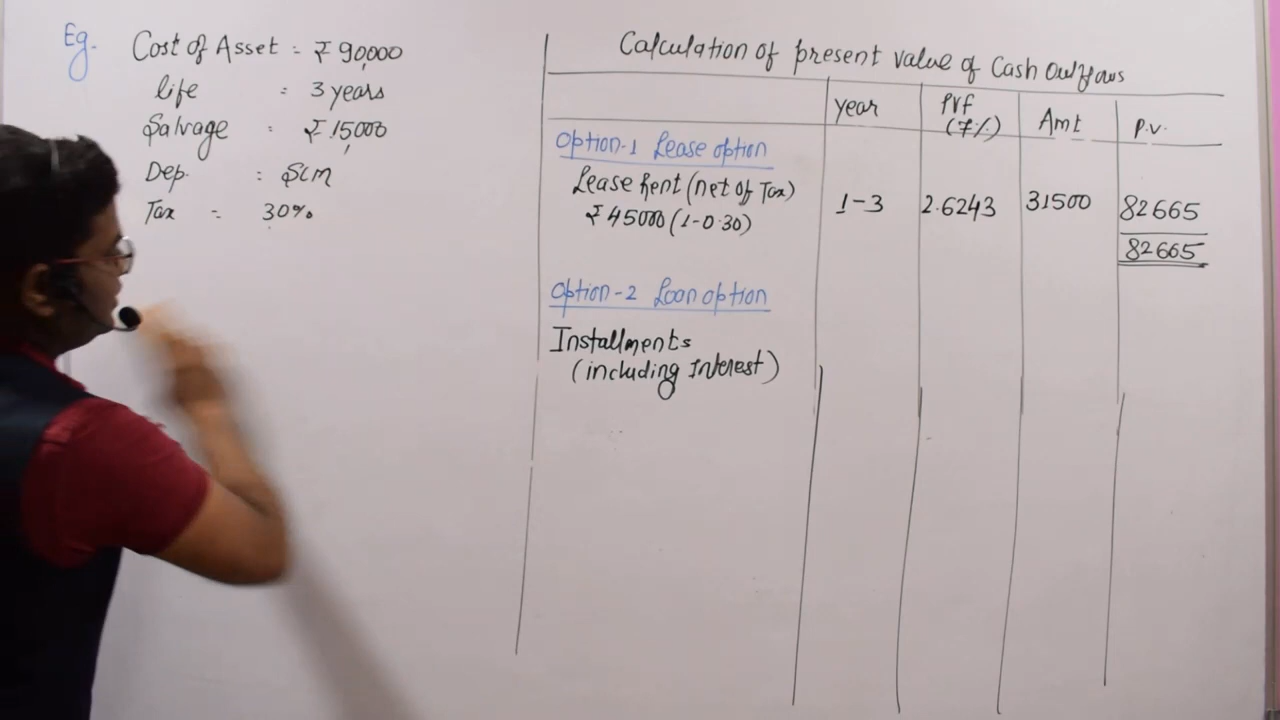 Eg. Cost of Asset = ₹ 90,000
life : 3 years
Salvage : ₹ 15,000
Dep. : SLM
Tax = 30%
Calculation of present value of Cash Outflows
year PVF (7%) Amt P.V.
Option-1 Lease option
Lease Rent (net of Tax) 1-3 2.6243 31500 82665
₹ 45000 (1-0.30)
82665
Option-2 Loan option
Installments
(including Interest)